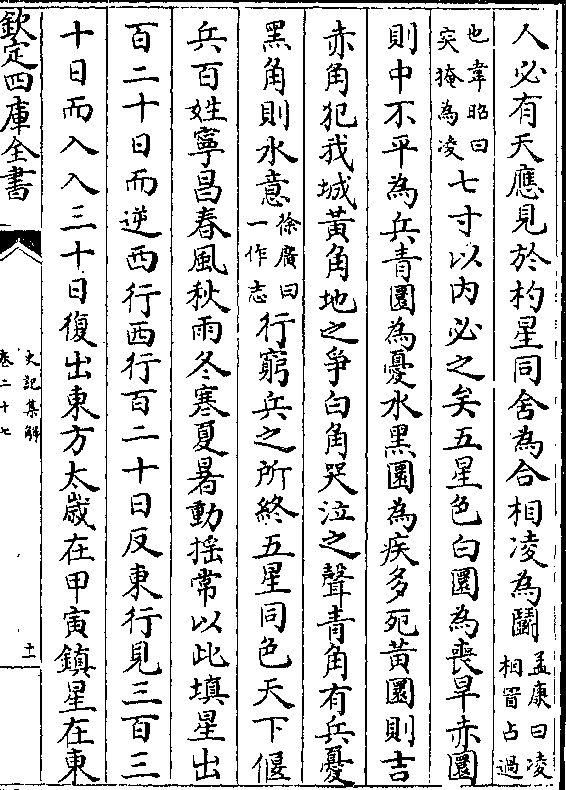 人必有天應見於杓星同舍為合相凌為鬬孟康曰凌相冒占過
也韋昭曰突掩為凌七寸以内必之矣五星色白圜為喪旱赤圜
則中不平為兵青圜為憂水黑圜為疾多死黄圜則吉
赤角犯我城黄角地之爭白角哭泣之聲青角有兵憂
黑角則水意徐廣曰一作志行窮兵之所終五星同色天下偃
兵百姓寧昌春風秋雨冬寒夏暑動揺常以此填星出
百二十日而逆西行西行百二十日反東行見三百三
十日而入入三十日復出東方太嵗在甲寅鎮星在東
欽定四庫全書
史記集解
卷二十七
十一